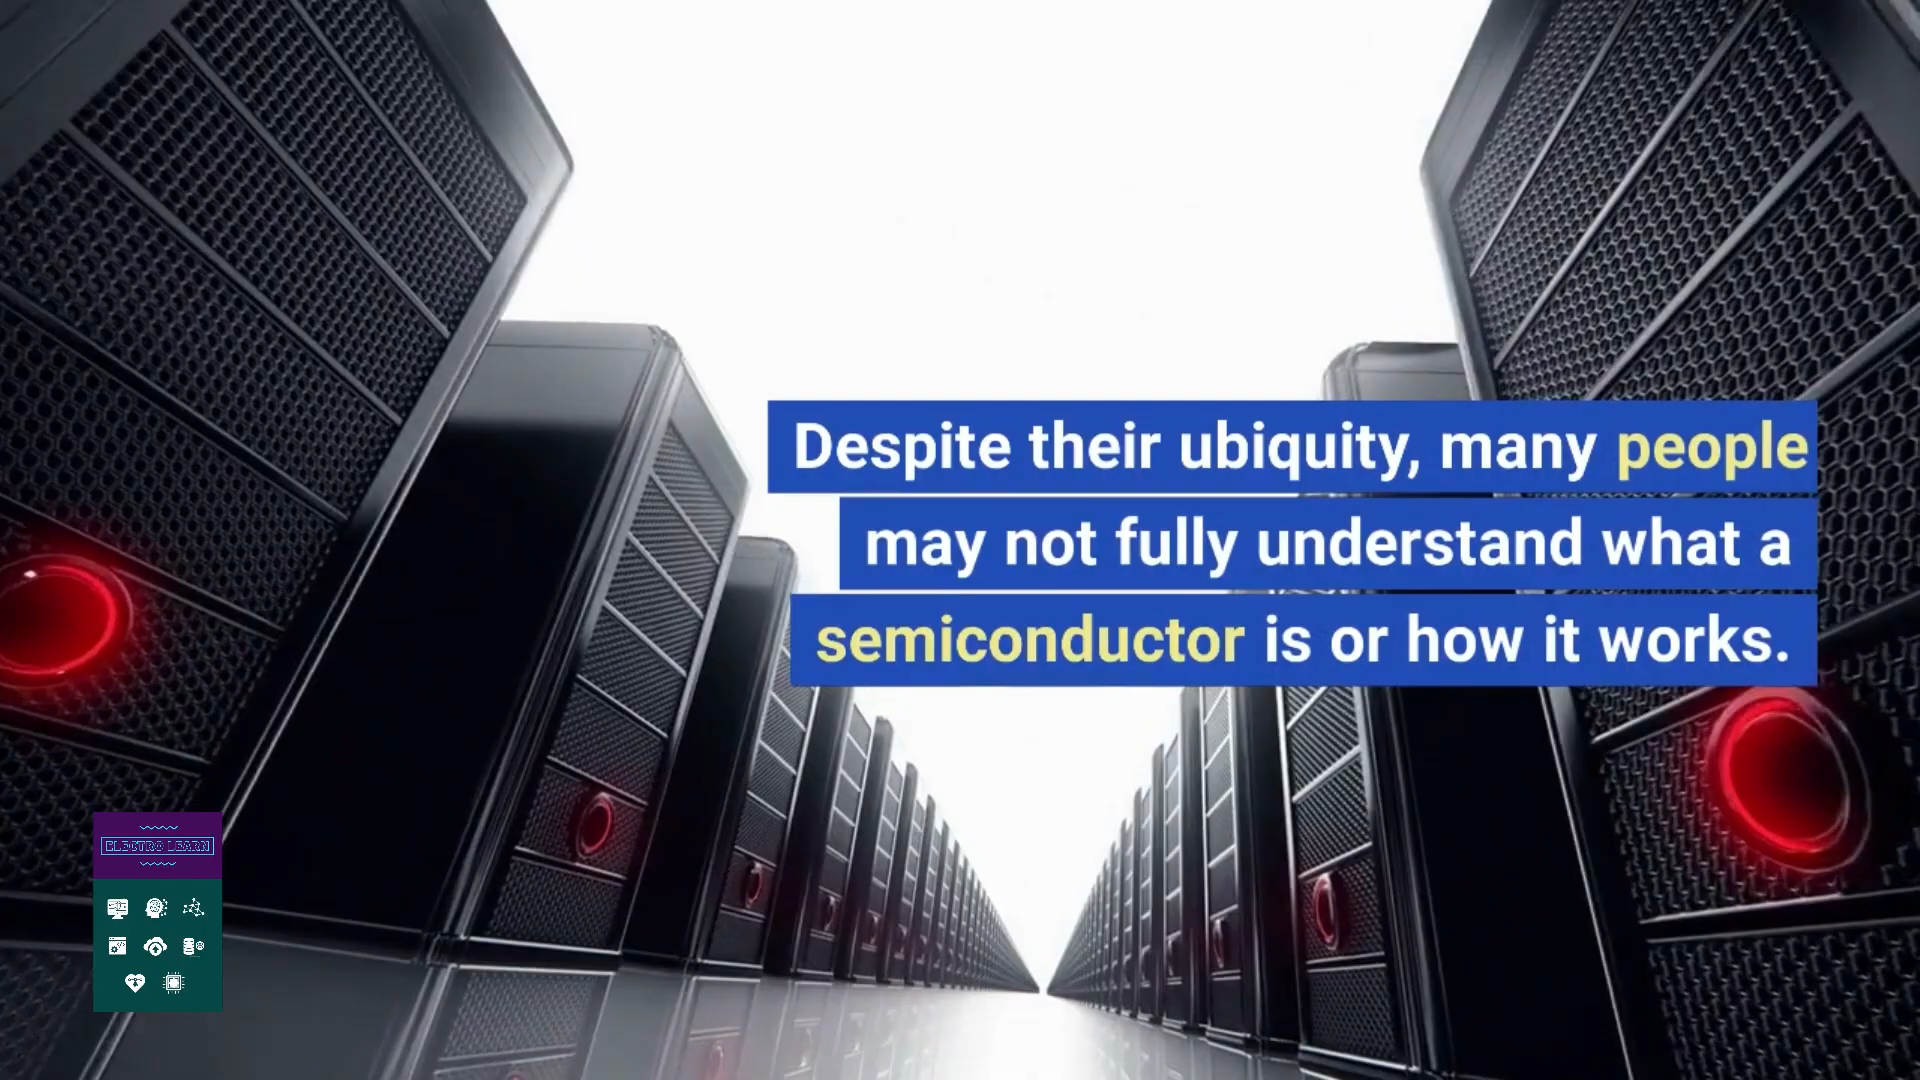 Despite their ubiquity, many people
may not fully understand what a
semiconductor is or how it works.
ELECTRO LEARN